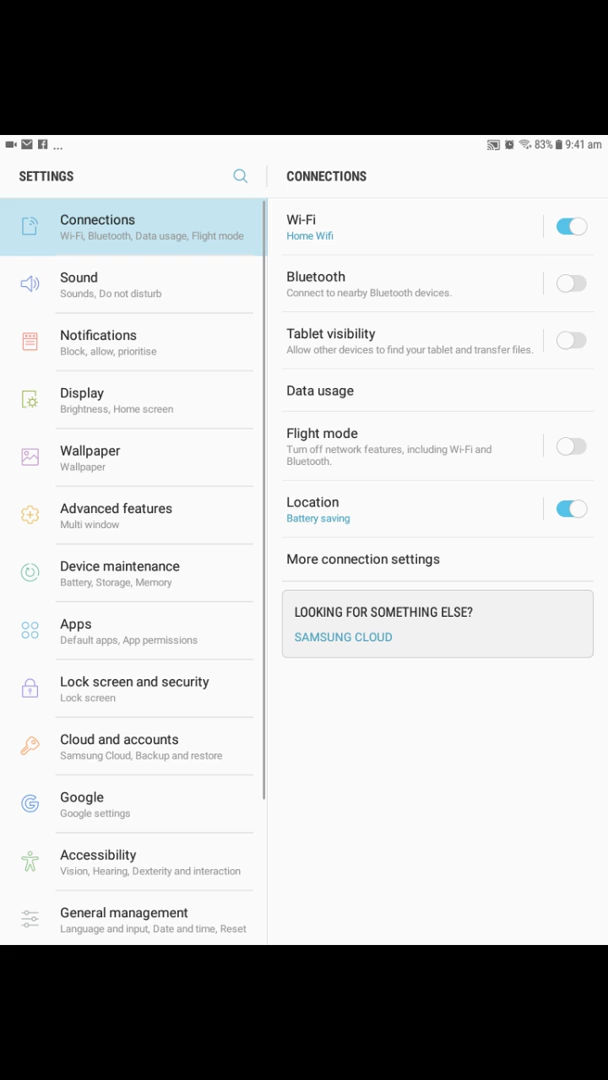 ... 83% 9:41 am
SETTINGS
Connections
Wi-Fi, Bluetooth, Data usage, Flight mode
Sound
Sounds, Do not disturb
Notifications
Block, allow, prioritise
Display
Brightness, Home screen
Wallpaper
Wallpaper
Advanced features
Multi window
Device maintenance
Battery, Storage, Memory
Apps
Default apps, App permissions
Lock screen and security
Lock screen
Cloud and accounts
Samsung Cloud, Backup and restore
Google
Google settings
Accessibility
Vision, Hearing, Dexterity and interaction
General management
Language and input, Date and time, Reset
CONNECTIONS
Wi-Fi
Home Wifi
Bluetooth
Connect to nearby Bluetooth devices.
Tablet visibility
Allow other devices to find your tablet and transfer files.
Data usage
Flight mode
Turn off network features, including Wi-Fi and
Bluetooth.
Location
Battery saving
More connection settings
LOOKING FOR SOMETHING ELSE?
SAMSUNG CLOUD